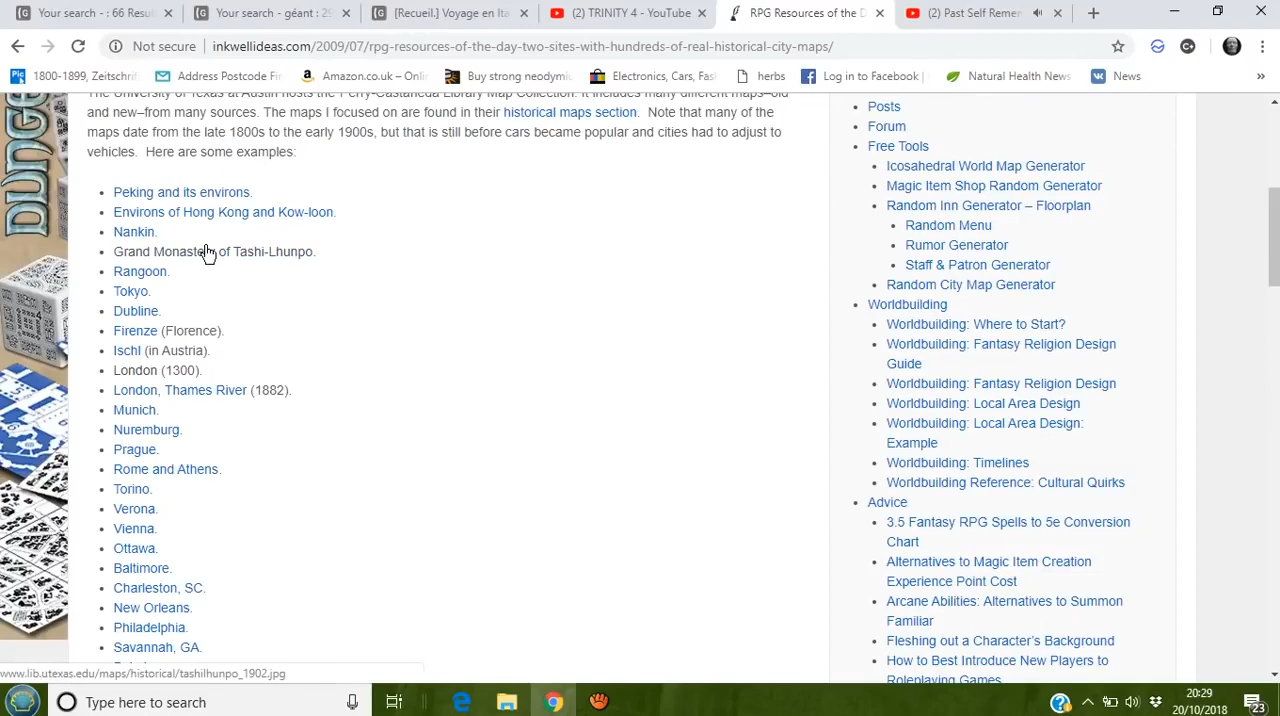 Your search - : 66 Resu
Your search - géant : 29
[Recueil.] Voyage en Ita
(2) TRINITY 4 - YouTube
RPG Resources of the D
(2) Past Self Remem
Not secure
inkwellideas.com/2009/07/rpg-resources-of-the-day-two-sites-with-hundreds-of-real-historical-city-maps/
1800-1899, Zeitschrif
Address Postcode Fi
Amazon.co.uk – Onli
Buy strong neodymiu
Electronics, Cars, Fas
herbs
Log in to Facebook
Natural Health News
News
»
The University of Texas at Austin hosts the Perry-Castañeda Library Map Collection. It includes many different maps–old
and new–from many sources. The maps I focused on are found in their historical maps section. Note that many of the
maps date from the late 1800s to the early 1900s, but that is still before cars became popular and cities had to adjust to
vehicles. Here are some examples:
Peking and its environs.
Environs of Hong Kong and Kow-loon.
Nankin.
Grand Monastery of Tashi-Lhunpo.
Rangoon.
Tokyo.
Dubline.
Firenze (Florence).
Ischl (in Austria).
London (1300).
London, Thames River (1882).
Munich.
Nuremburg.
Prague.
Rome and Athens.
Torino.
Verona.
Vienna.
Ottawa.
Baltimore.
Charleston, SC.
New Orleans.
Philadelphia.
Savannah, GA.
Posts
Forum
Free Tools
Icosahedral World Map Generator
Magic Item Shop Random Generator
Random Inn Generator – Floorplan
Random Menu
Rumor Generator
Staff & Patron Generator
Random City Map Generator
Worldbuilding
Worldbuilding: Where to Start?
Worldbuilding: Fantasy Religion Design
Guide
Worldbuilding: Fantasy Religion Design
Worldbuilding: Local Area Design
Worldbuilding: Local Area Design:
Example
Worldbuilding: Timelines
Worldbuilding Reference: Cultural Quirks
Advice
3.5 Fantasy RPG Spells to 5e Conversion
Chart
Alternatives to Magic Item Creation
Experience Point Cost
Arcane Abilities: Alternatives to Summon
Familiar
Fleshing out a Character's Background
How to Best Introduce New Players to
Roleplaying Games
DUNGE
www.lib.utexas.edu/maps/historical/tashilhunpo_1902.jpg
Type here to search
20:29
20/10/2018
23